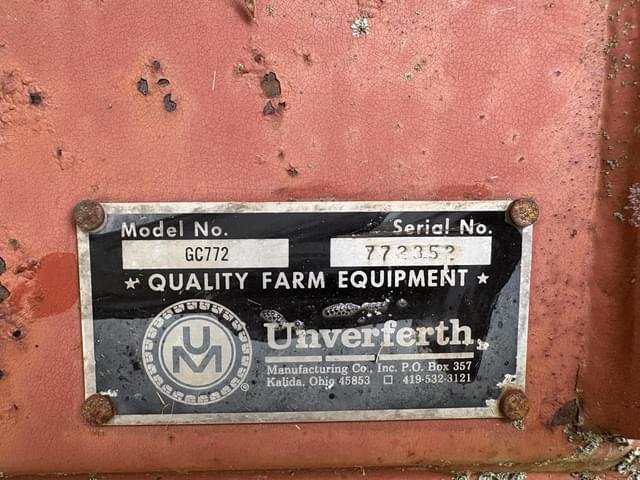 Model No. Serial No.
GC772 772352
★ QUALITY FARM EQUIPMENT ★
UM
Unverferth®
Manufacturing Co., Inc. P.O. Box 357
Kalida, Ohio 45853 □ 419-532-3121